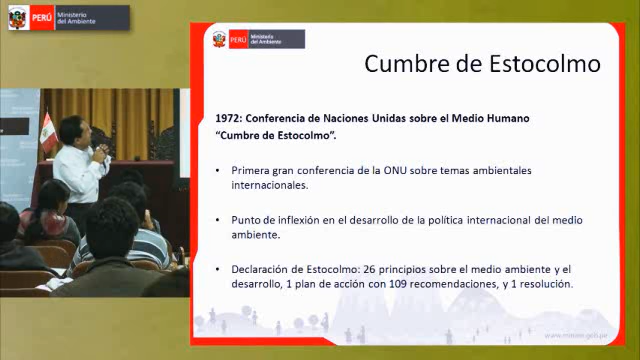 PERÚ
Ministerio
del Ambiente
PERÚ
Ministerio
del Ambiente
Cumbre de Estocolmo
1972: Conferencia de Naciones Unidas sobre el Medio Humano
“Cumbre de Estocolmo”.
• Primera gran conferencia de la ONU sobre temas ambientales
internacionales.
• Punto de inflexión en el desarrollo de la política internacional del medio
ambiente.
• Declaración de Estocolmo: 26 principios sobre el medio ambiente y el
desarrollo, 1 plan de acción con 109 recomendaciones, y 1 resolución.
www.minam.gob.pe